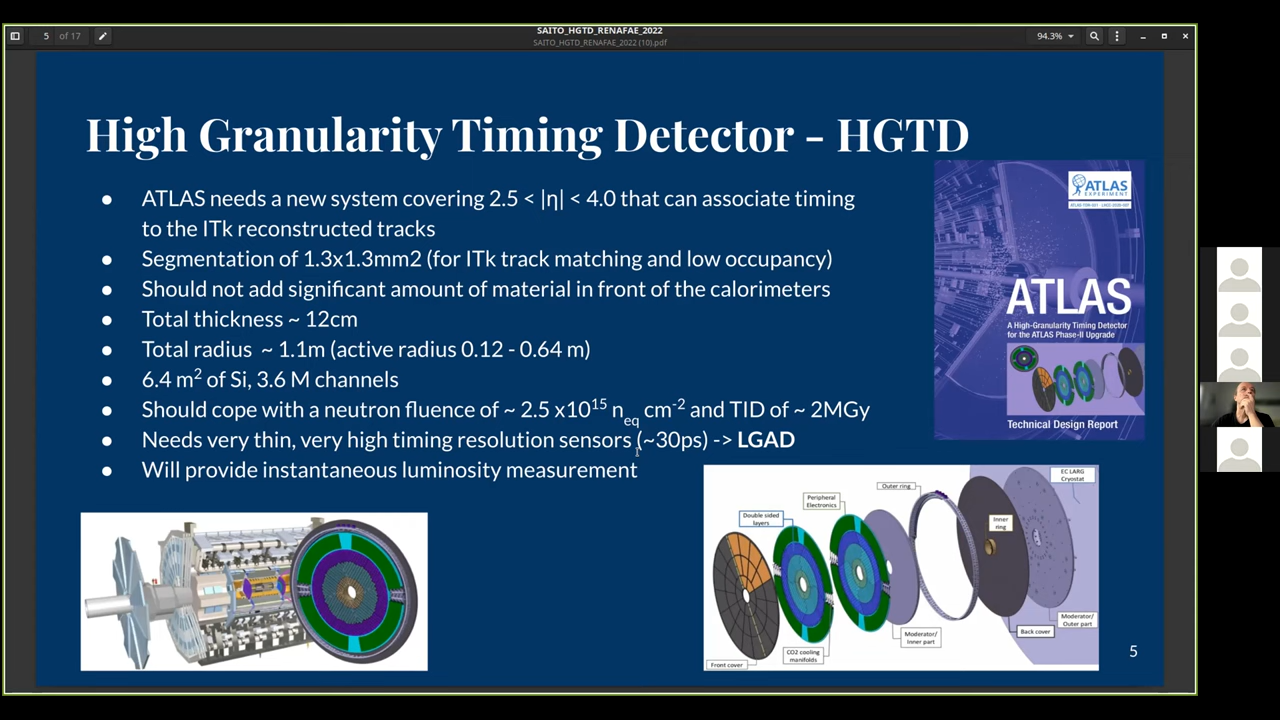 SAITO_HGTD_RENAFAE_2022
SAITO_HGTD_RENAFAE_2022 (10).pdf
5 of 17
94.3%
High Granularity Timing Detector - HGTD
● ATLAS needs a new system covering 2.5 < |η| < 4.0 that can associate timing
to the ITk reconstructed tracks
● Segmentation of 1.3x1.3mm2 (for ITk track matching and low occupancy)
● Should not add significant amount of material in front of the calorimeters
● Total thickness ~ 12cm
● Total radius ~ 1.1m (active radius 0.12 - 0.64 m)
● 6.4 m² of Si, 3.6 M channels
● Should cope with a neutron fluence of ~ 2.5 x10¹⁵ neq cm⁻² and TID of ~ 2MGy
● Needs very thin, very high timing resolution sensors (~30ps) -> LGAD
● Will provide instantaneous luminosity measurement
ATLAS
EXPERIMENT
ATLAS
A High-Granularity Timing Detector
for the ATLAS Phase-II Upgrade
Technical Design Report
EC LARG
Cryostat
Outer ring
Peripheral
Electronics
Double sided
layers
Inner
ring
Moderator/
Outer part
Back cover
Moderator/
Inner part
CO2 cooling
manifolds
Front cover
5